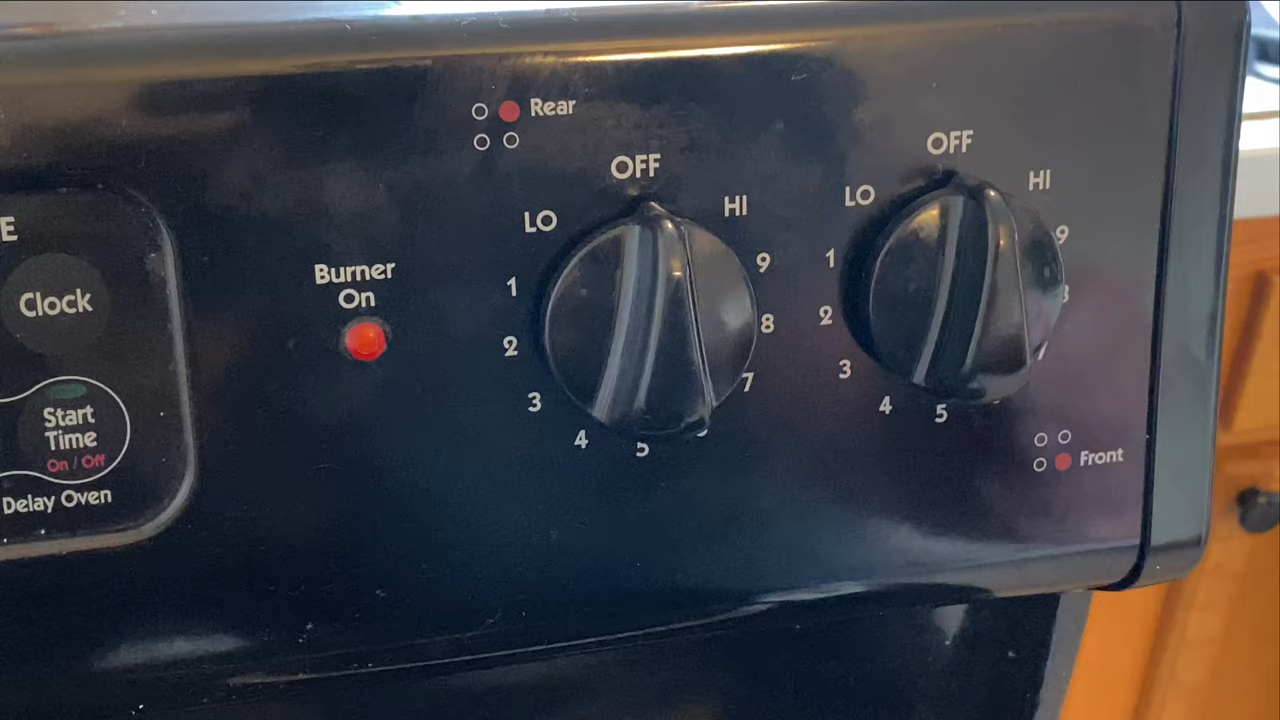 E
Clock
Start
Time
On / Off
Delay Oven
Burner
On
Rear
OFF
LO
HI
1
9
2
8
3
7
4
5
OFF
LO
HI
1
9
2
3
4
5
Front